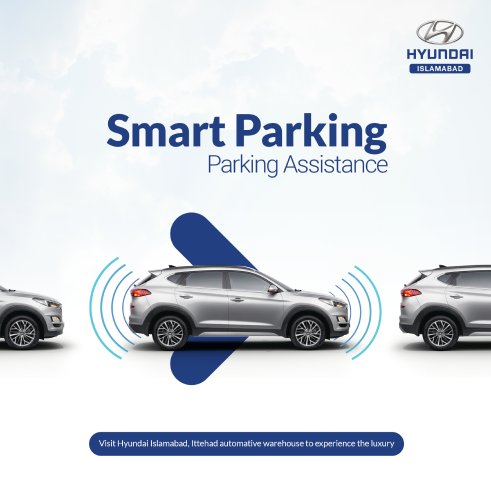 HYUNDAI
ISLAMABAD
Smart Parking
Parking Assistance
Visit Hyundai Islamabad, Ittehad automative warehouse to experience the luxury